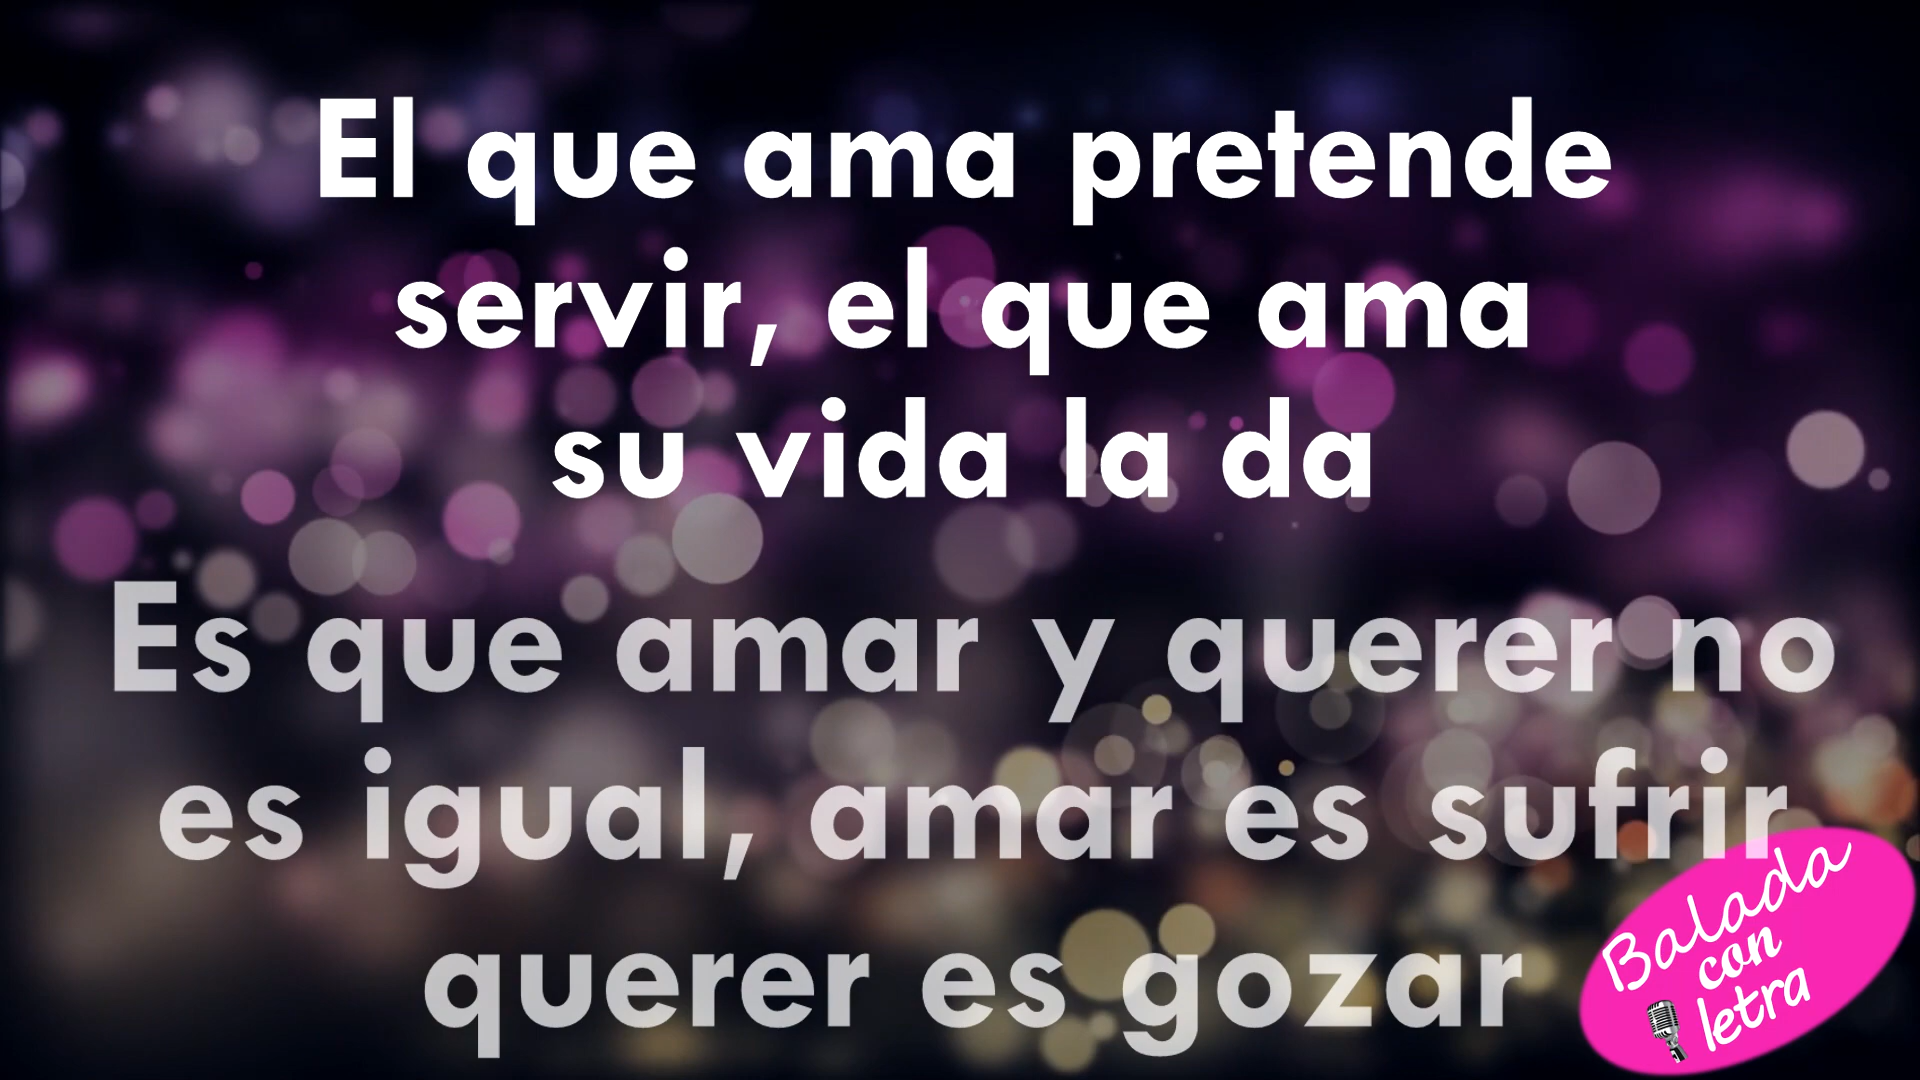 El que ama pretende
servir, el que ama
su vida la da
Es que amar y querer no
es igual, amar es sufrir
querer es gozar
Balada
con
letra